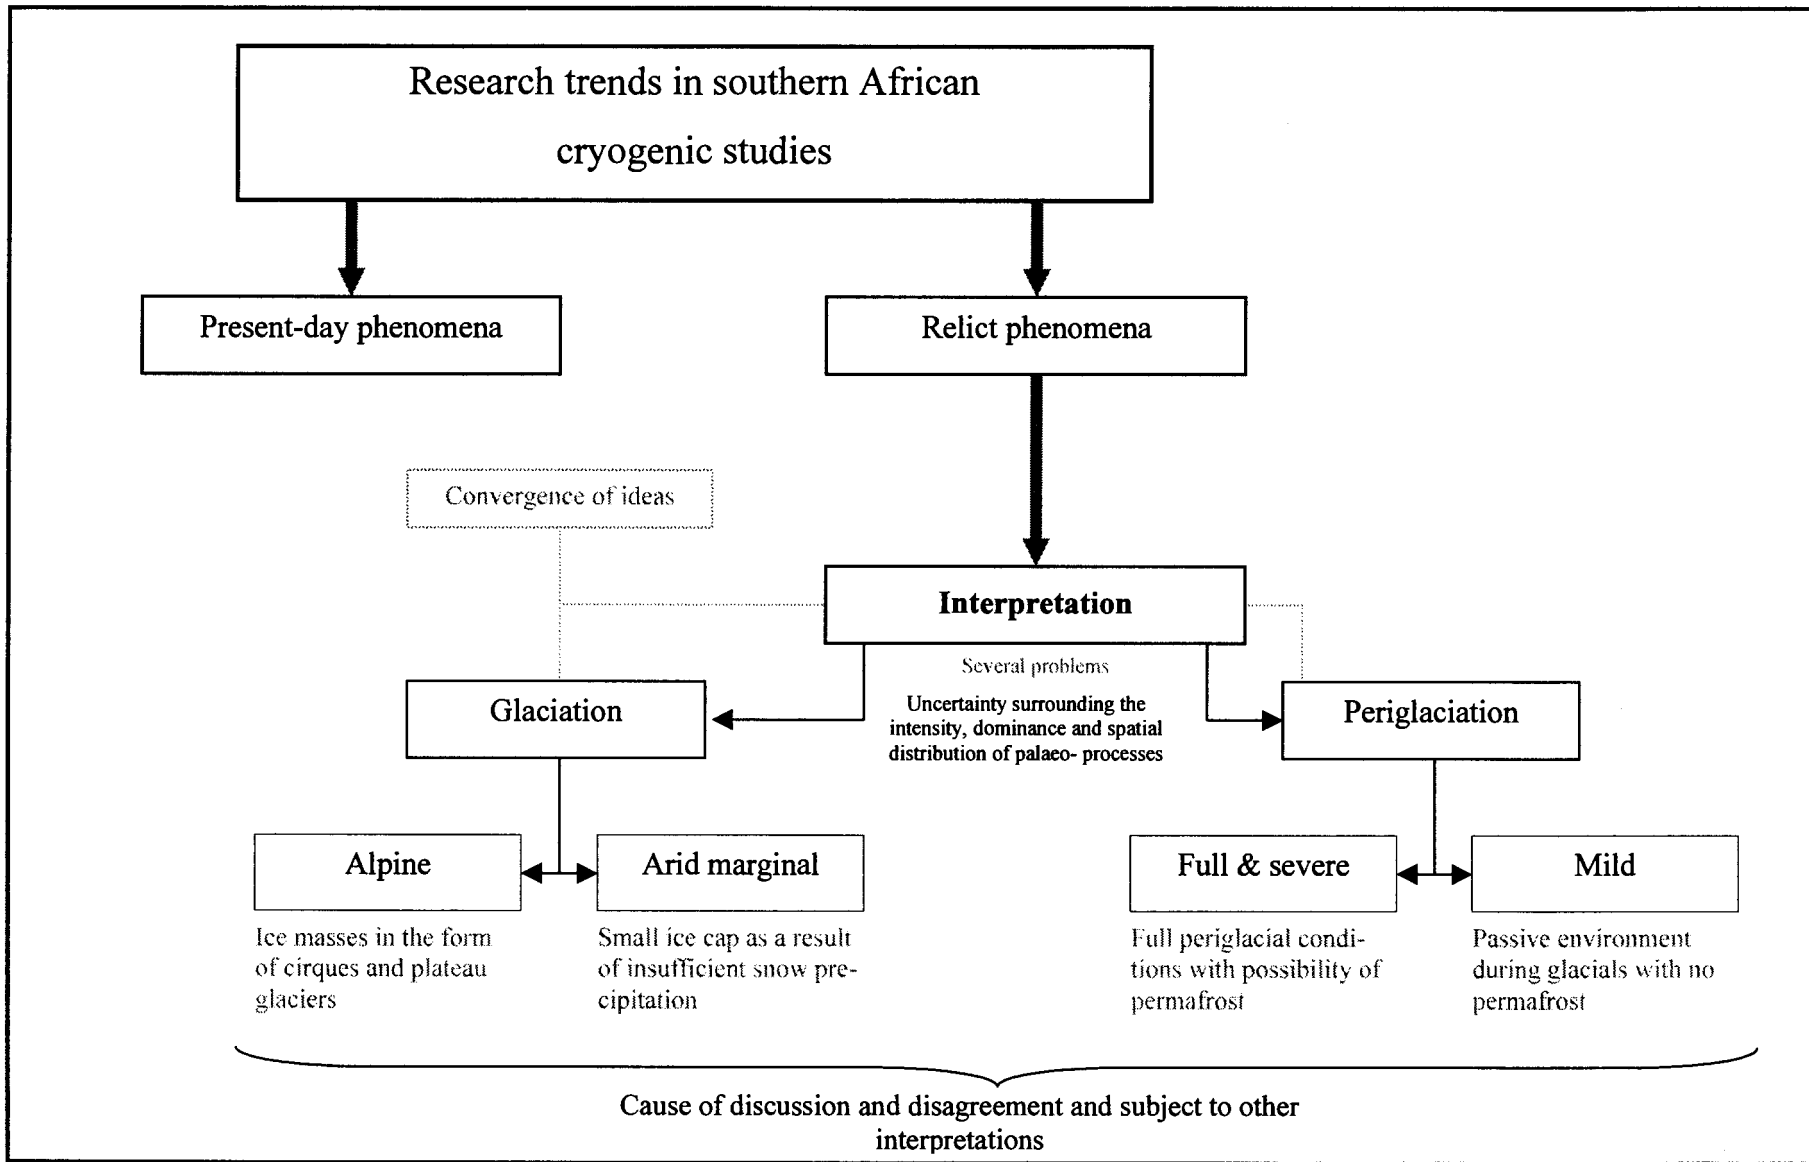 Research trends in southern African
cryogenic studies
Present-day phenomena
Relict phenomena
Convergence of ideas
Interpretation
Several problems
Uncertainty surrounding the
intensity, dominance and spatial
distribution of palaeo- processes
Glaciation
Periglaciation
Alpine
Arid marginal
Full & severe
Mild
Ice masses in the form
of cirques and plateau
glaciers
Small ice cap as a result
of insufficient snow pre-
cipitation
Full periglacial condi-
tions with possibility of
permafrost
Passive environment
during glacials with no
permafrost
Cause of discussion and disagreement and subject to other
interpretations